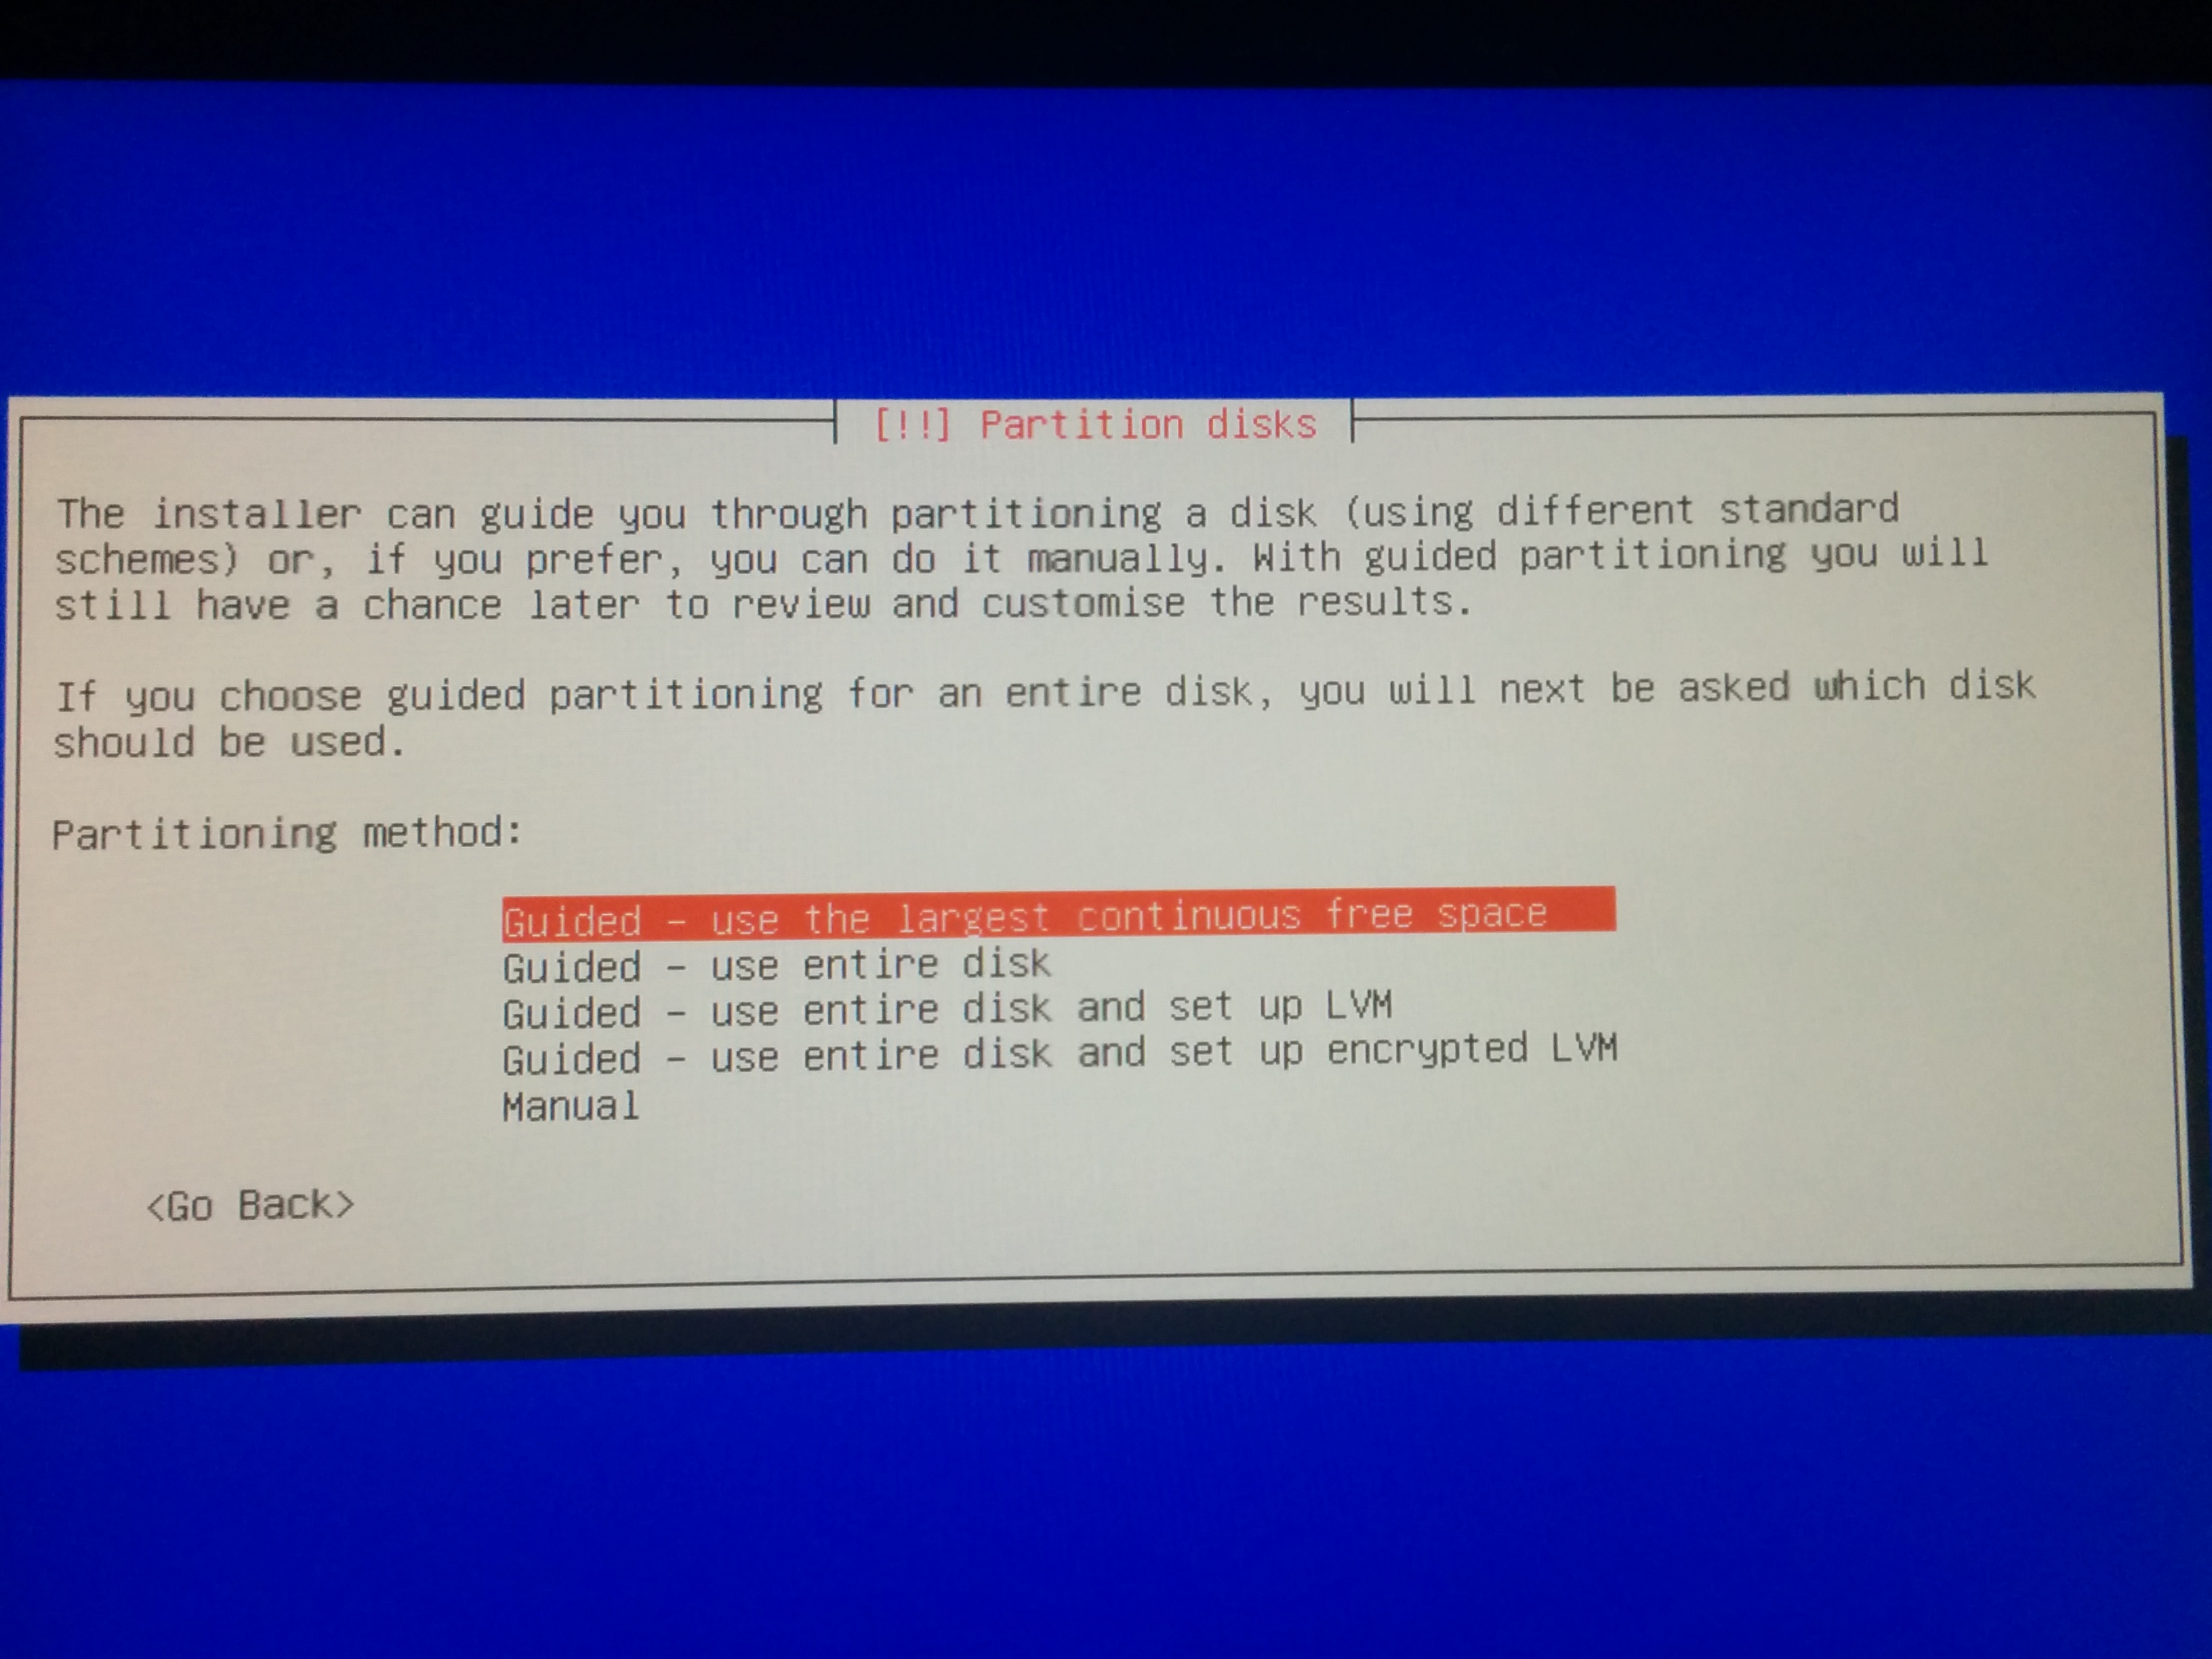 [!!] Partition disks
The installer can guide you through partitioning a disk (using different standard
schemes) or, if you prefer, you can do it manually. With guided partitioning you will
still have a chance later to review and customise the results.
If you choose guided partitioning for an entire disk, you will next be asked which disk
should be used.
Partitioning method:
Guided - use the largest continuous free space
Guided - use entire disk
Guided - use entire disk and set up LVM
Guided - use entire disk and set up encrypted LVM
Manual
<Go Back>